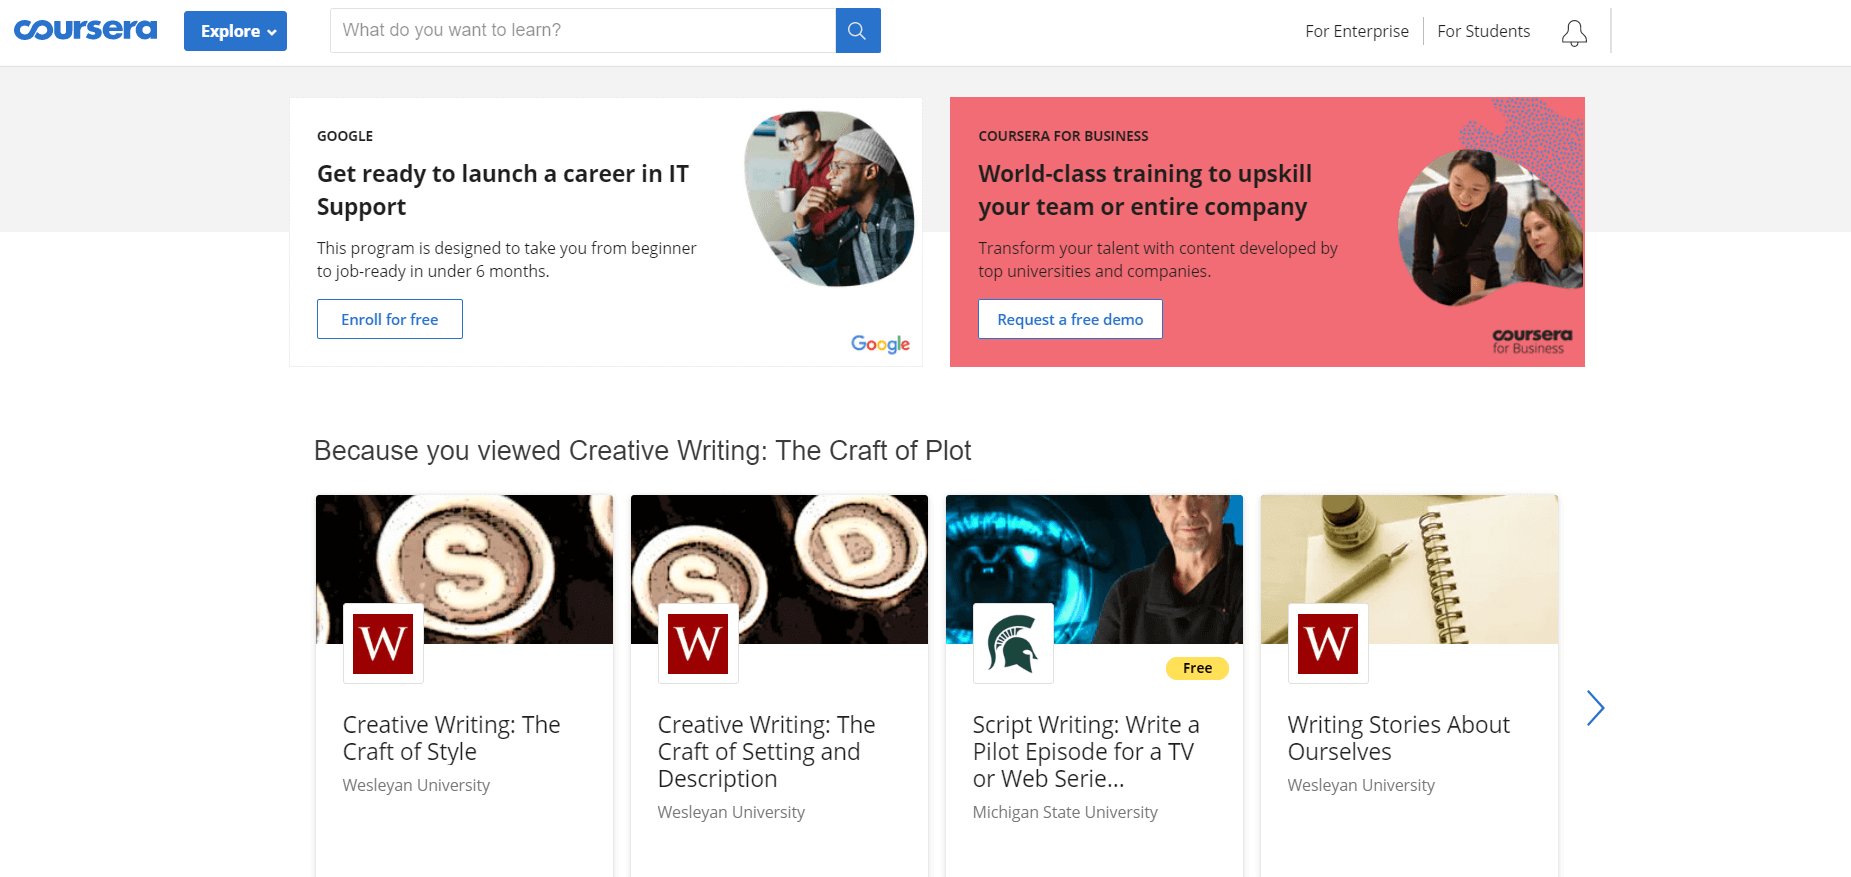 coursera
Explore
What do you want to learn?
For Enterprise
For Students
GOOGLE
Get ready to launch a career in IT
Support
This program is designed to take you from beginner
to job-ready in under 6 months.
Enroll for free
Google
COURSERA FOR BUSINESS
World-class training to upskill
your team or entire company
Transform your talent with content developed by
top universities and companies.
Request a free demo
coursera
for Business
Because you viewed Creative Writing: The Craft of Plot
S
W
Creative Writing: The
Craft of Style
Wesleyan University
S D
W
Creative Writing: The
Craft of Setting and
Description
Wesleyan University
Free
Script Writing: Write a
Pilot Episode for a TV
or Web Serie...
Michigan State University
W
Writing Stories About
Ourselves
Wesleyan University